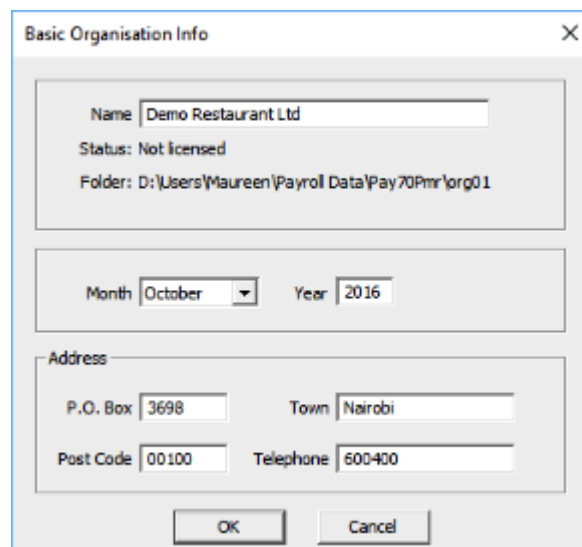 Basic Organisation Info
Name Demo Restaurant Ltd
Status: Not licensed
Folder: D:\Users\Maureen\Payroll Data\Pay70Pmr\org01
Month October Year 2016
Address
P.O. Box 3698 Town Nairobi
Post Code 00100 Telephone 600400
OK Cancel